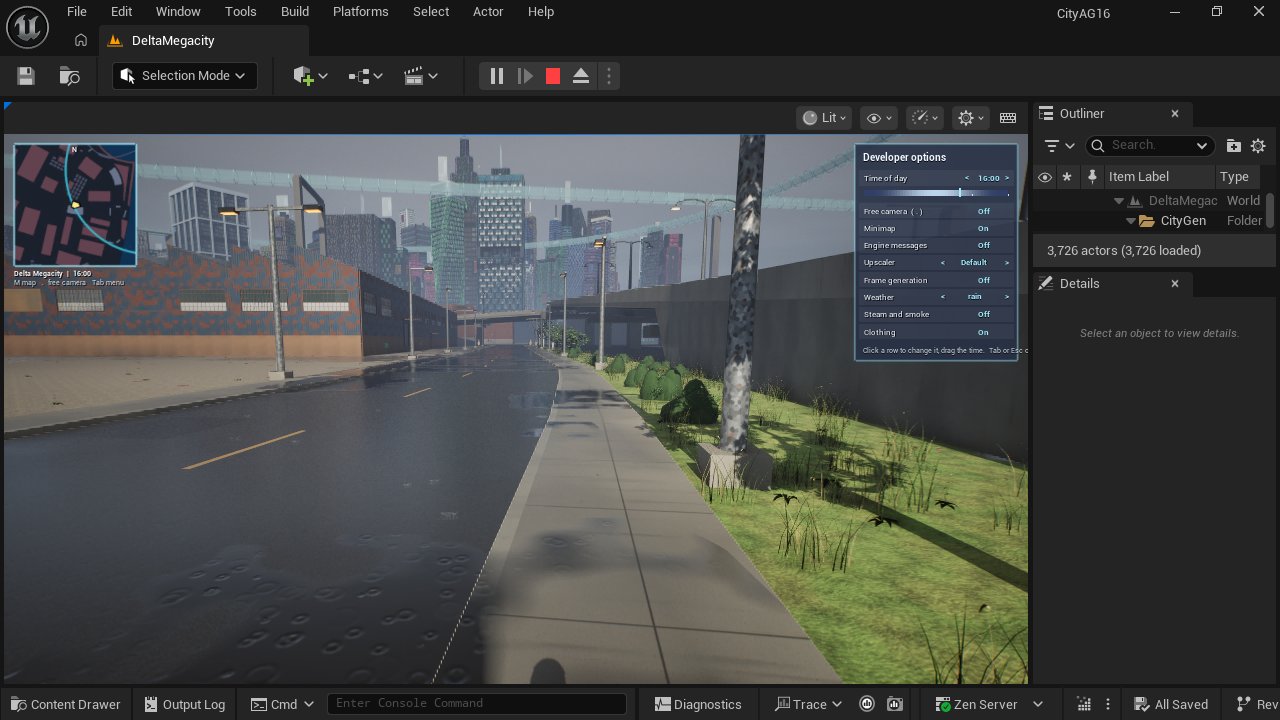 File Edit Window Tools Build Platforms Select Actor Help
CityAG16
DeltaMegacity
Selection Mode
Lit
Outliner
Search.
Item Label Type
World
CityGen Folder
3,726 actors (3,726 loaded)
Details
Select an object to view details.
N
Delta Megacity | 16:00
M map . free camera Tab menu
Developer options
Time of day < 16:00 >
Free camera ( . ) Off
Minimap On
Engine messages Off
Upscaler < Default >
Frame generation Off
Weather < rain >
Steam and smoke Off
Clothing On
Click a row to change it, drag the time. Tab or Esc
Content Drawer
Output Log
Cmd
Enter Console Command
Diagnostics
Trace
Zen Server
All Saved
Rev